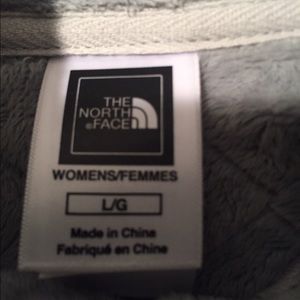 THE
NORTH
FACE
WOMENS/FEMMES
L/G
Made in China
Fabriqué en Chine